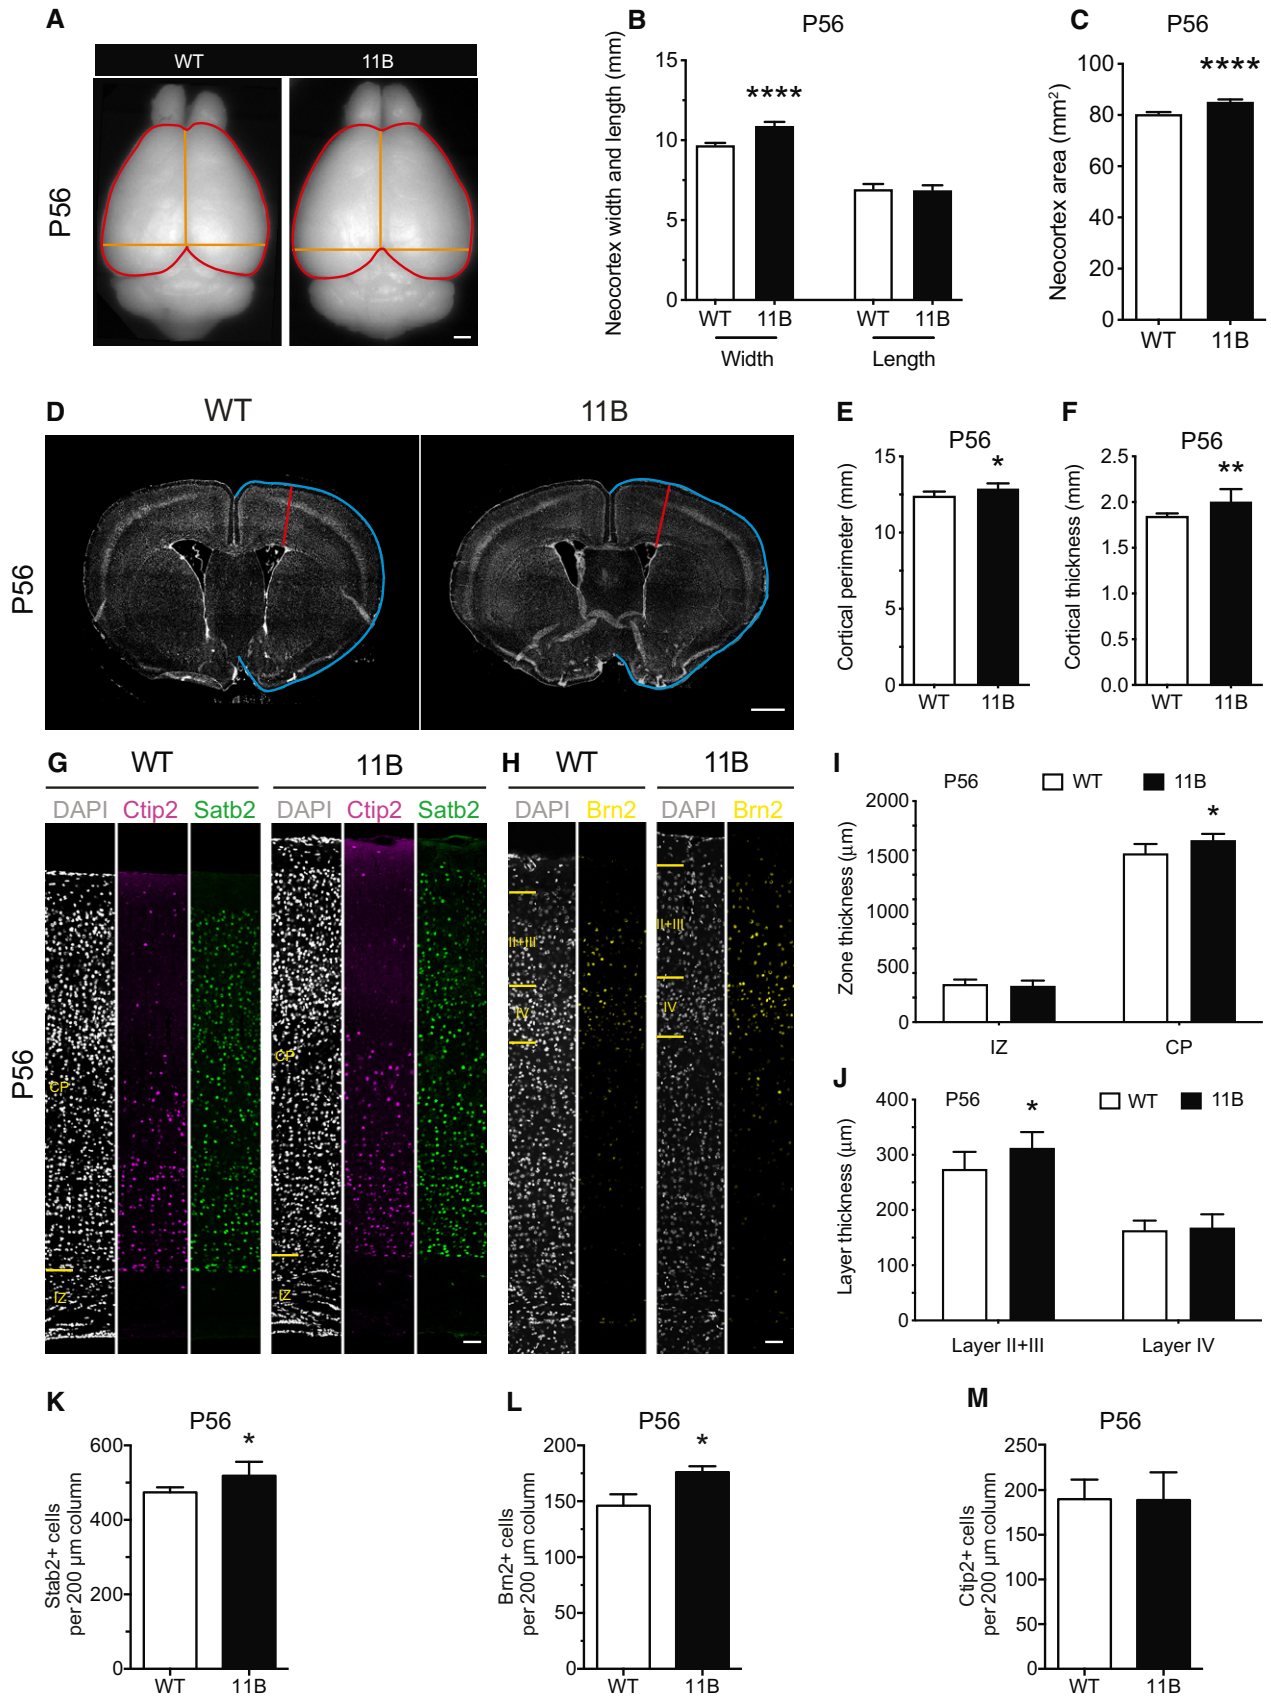 A
WT 11B
P56
B
P56
Neocortex width and length (mm)
15
10
5
0
****
WT 11B WT 11B
Width Length
C
P56
Neocortex area (mm²)
100
80
60
40
20
0
****
WT 11B
D
WT 11B
P56
E
P56
Cortical perimeter (mm)
15
10
5
0
*
WT 11B
F
P56
Cortical thickness (mm)
2.5
2.0
1.5
1.0
0.5
0.0
**
WT 11B
G
WT 11B
DAPI Ctip2 Satb2 DAPI Ctip2 Satb2
P56
CP
CP
IZ
IZ
H
WT 11B
DAPI Brn2 DAPI Brn2
II+III
II+III
IV
IV
I
P56 WT 11B
Zone thickness (μm)
2000
1500
1000
500
0
*
IZ CP
J
P56 WT 11B
Layer thickness (μm)
400
300
200
100
0
*
Layer II+III Layer IV
K
P56
Stab2+ cells
per 200 μm column
600
400
200
0
*
WT 11B
L
P56
Brn2+ cells
per 200 μm column
200
150
100
50
0
*
WT 11B
M
P56
Ctip2+ cells
per 200 μm column
250
200
150
100
50
0
WT 11B